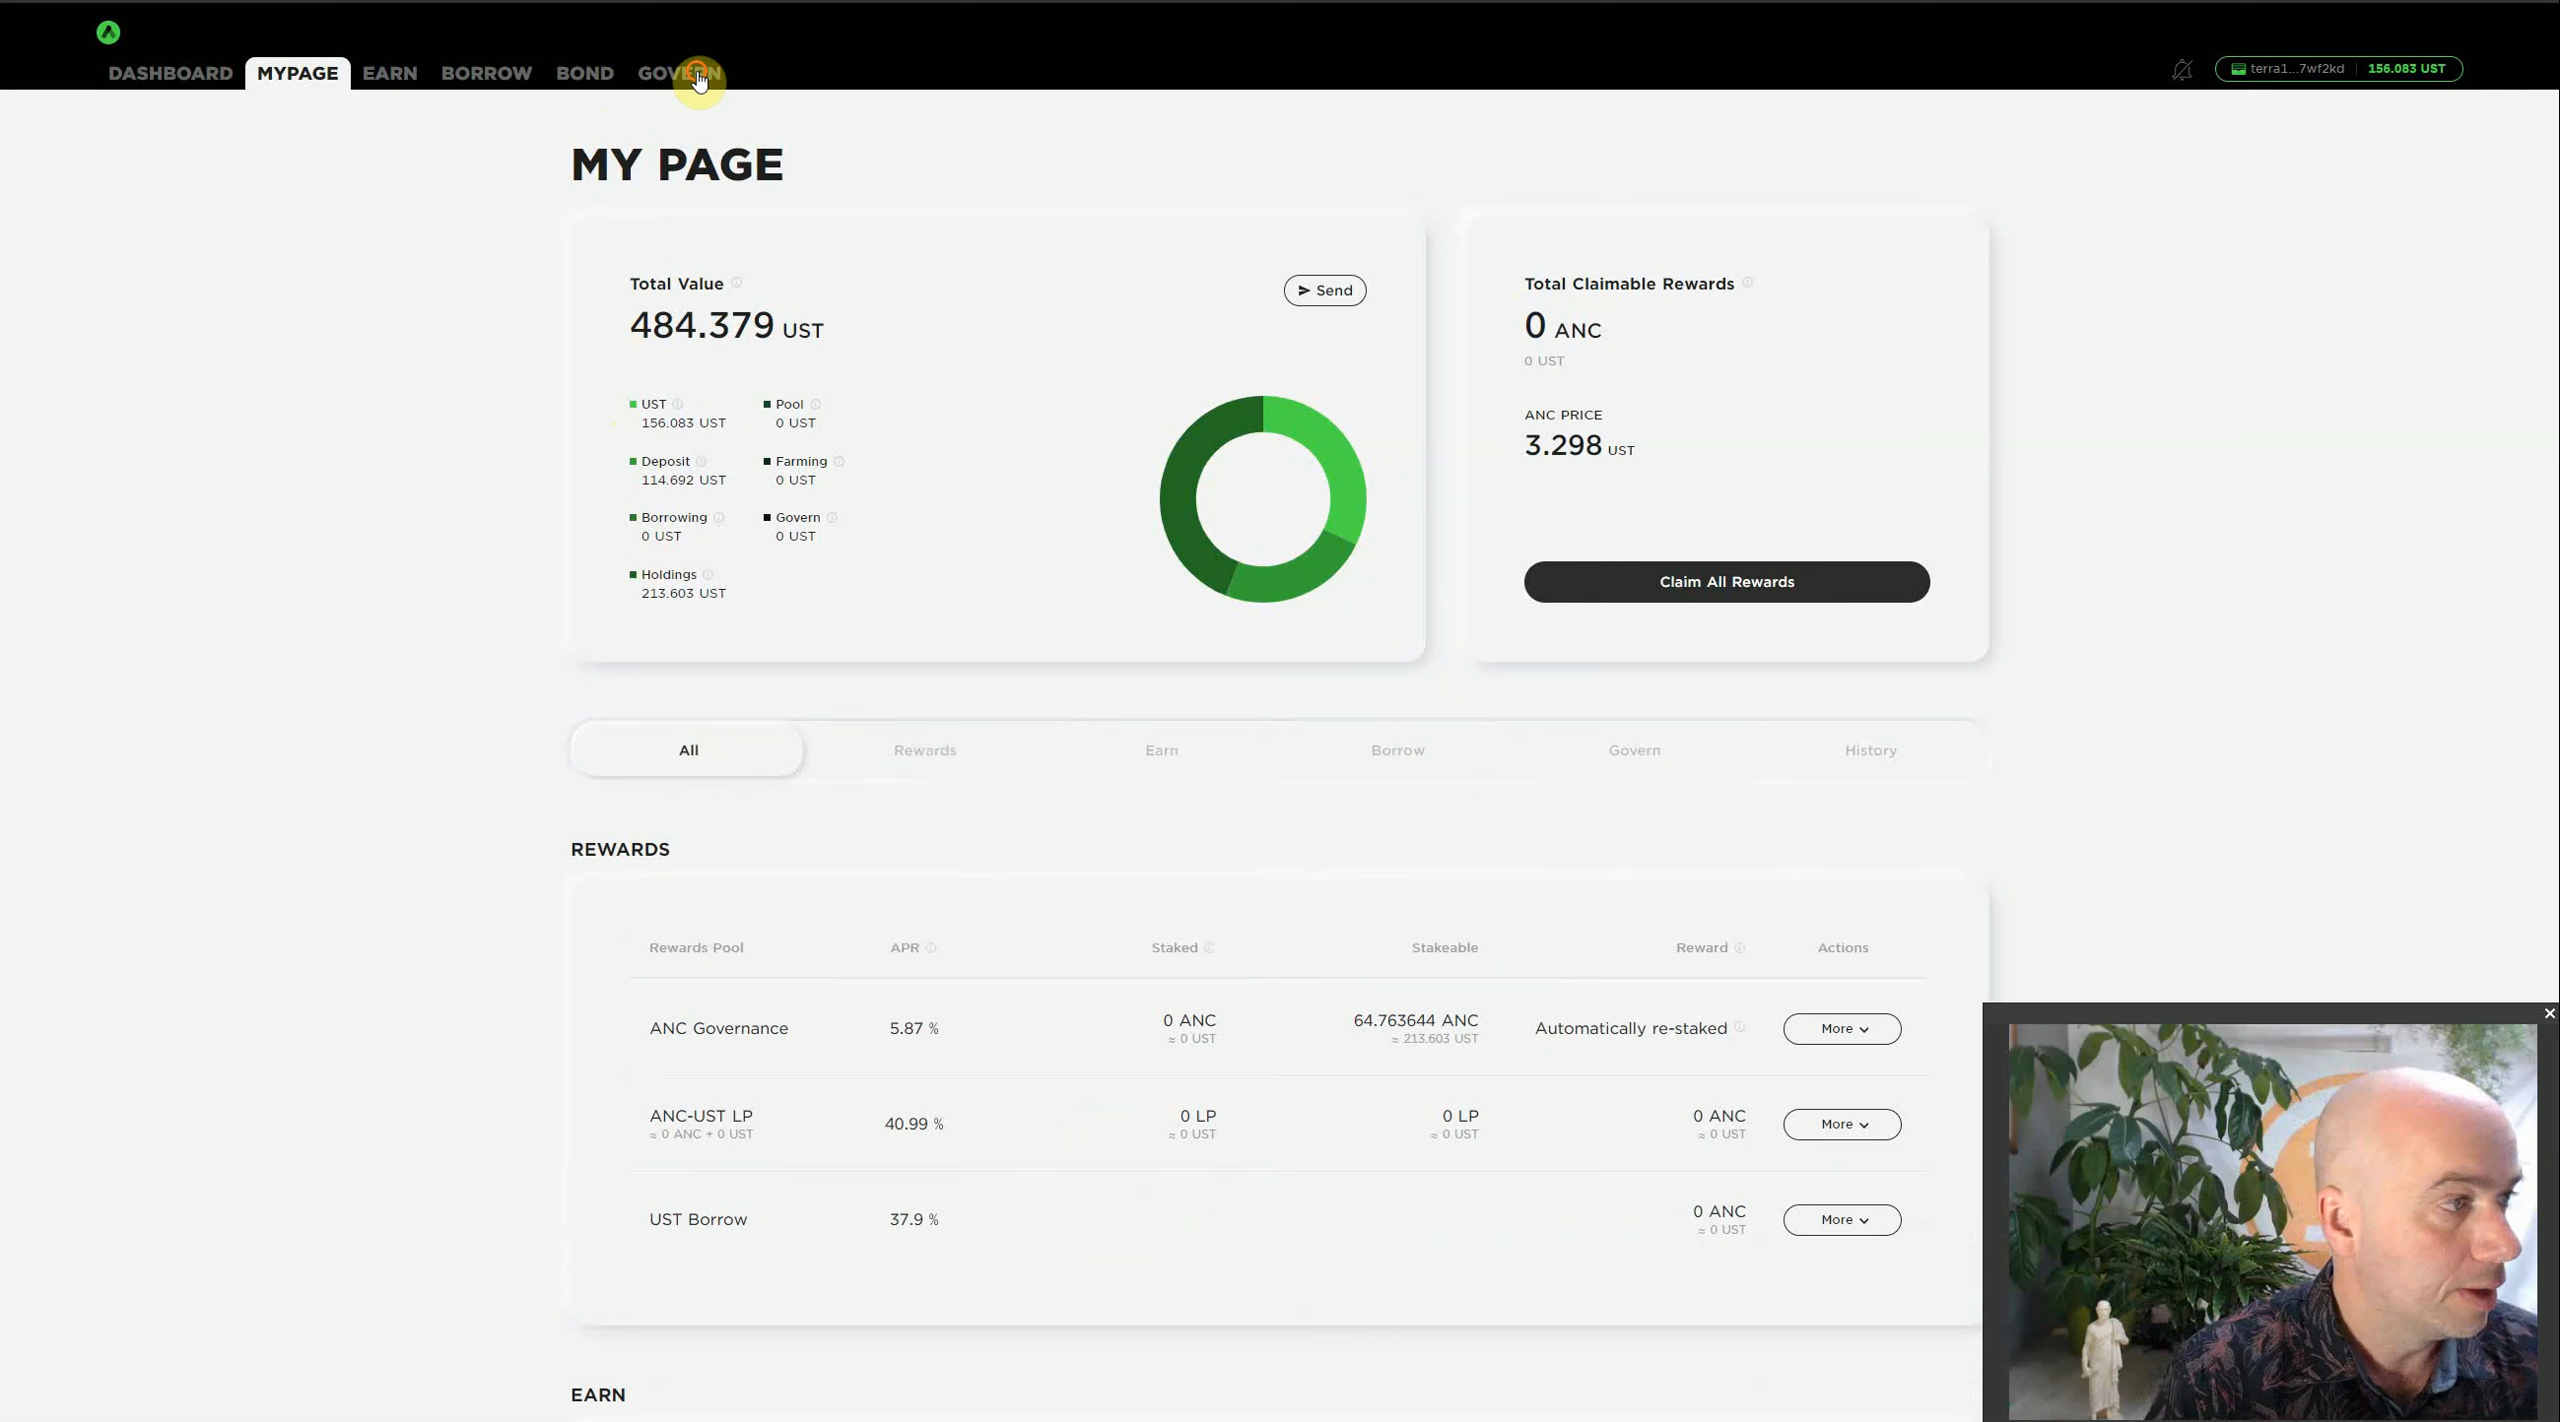 DASHBOARD MYPAGE EARN BORROW BOND GOVERN
terra1...7wf2kd 156.083 UST
MY PAGE
Total Value
484.379 UST
Send
UST
156.083 UST
Pool
0 UST
Deposit
114.692 UST
Farming
0 UST
Borrowing
0 UST
Govern
0 UST
Holdings
213.603 UST
Total Claimable Rewards
0 ANC
0 UST
ANC PRICE
3.298 UST
Claim All Rewards
All Rewards Earn Borrow Govern History
REWARDS
Rewards Pool APR Staked Stakeable Reward Actions
ANC Governance 5.87 % 0 ANC 64.763644 ANC Automatically re-staked More
≈ 0 UST ≈ 213.603 UST
ANC-UST LP 40.99 % 0 LP 0 LP 0 ANC More
≈ 0 ANC + 0 UST ≈ 0 UST ≈ 0 UST ≈ 0 UST
UST Borrow 37.9 % 0 ANC More
≈ 0 UST
EARN